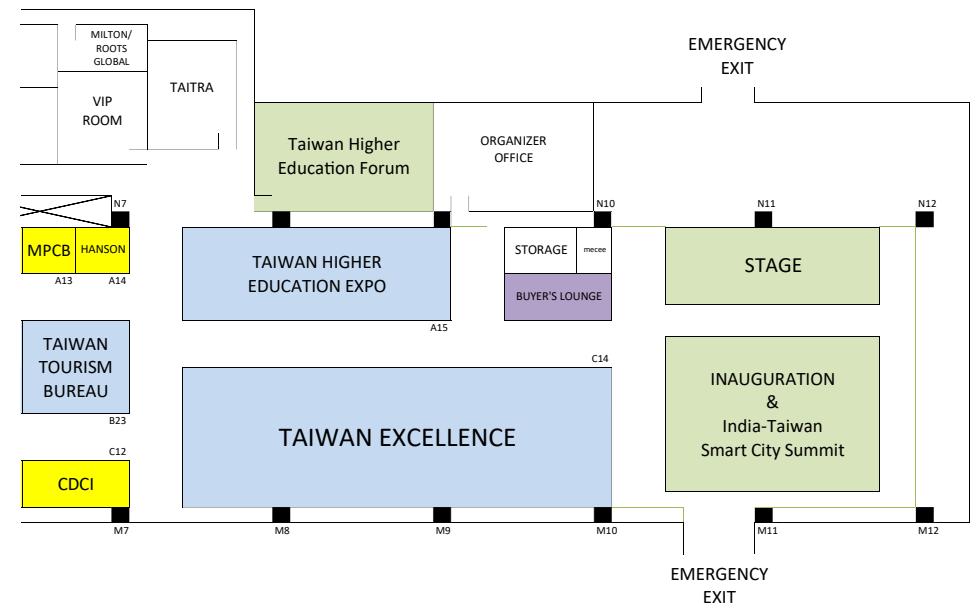 MILTON/
ROOTS
GLOBAL
EMERGENCY
EXIT
TAITRA
VIP
ROOM
Taiwan Higher
Education Forum
ORGANIZER
OFFICE
N7
N10
N11
N12
MPCB
HANSON
A13
A14
TAIWAN HIGHER
EDUCATION EXPO
A15
STORAGE
mecee
BUYER'S LOUNGE
STAGE
TAIWAN
TOURISM
BUREAU
B23
C14
TAIWAN EXCELLENCE
INAUGURATION
&
India-Taiwan
Smart City Summit
C12
CDCI
M7
M8
M9
M10
M11
M12
EMERGENCY
EXIT